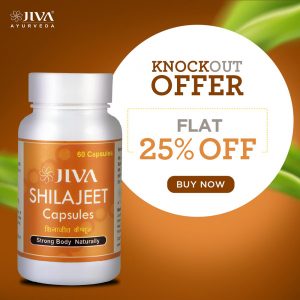 JIVA
AYURVEDA
KNOCKOUT
OFFER
FLAT
25% OFF
BUY NOW
60 Capsules
JIVA
SHILAJEET
Capsules
शिलाजीत कैप्सूल
Strong Body Naturally